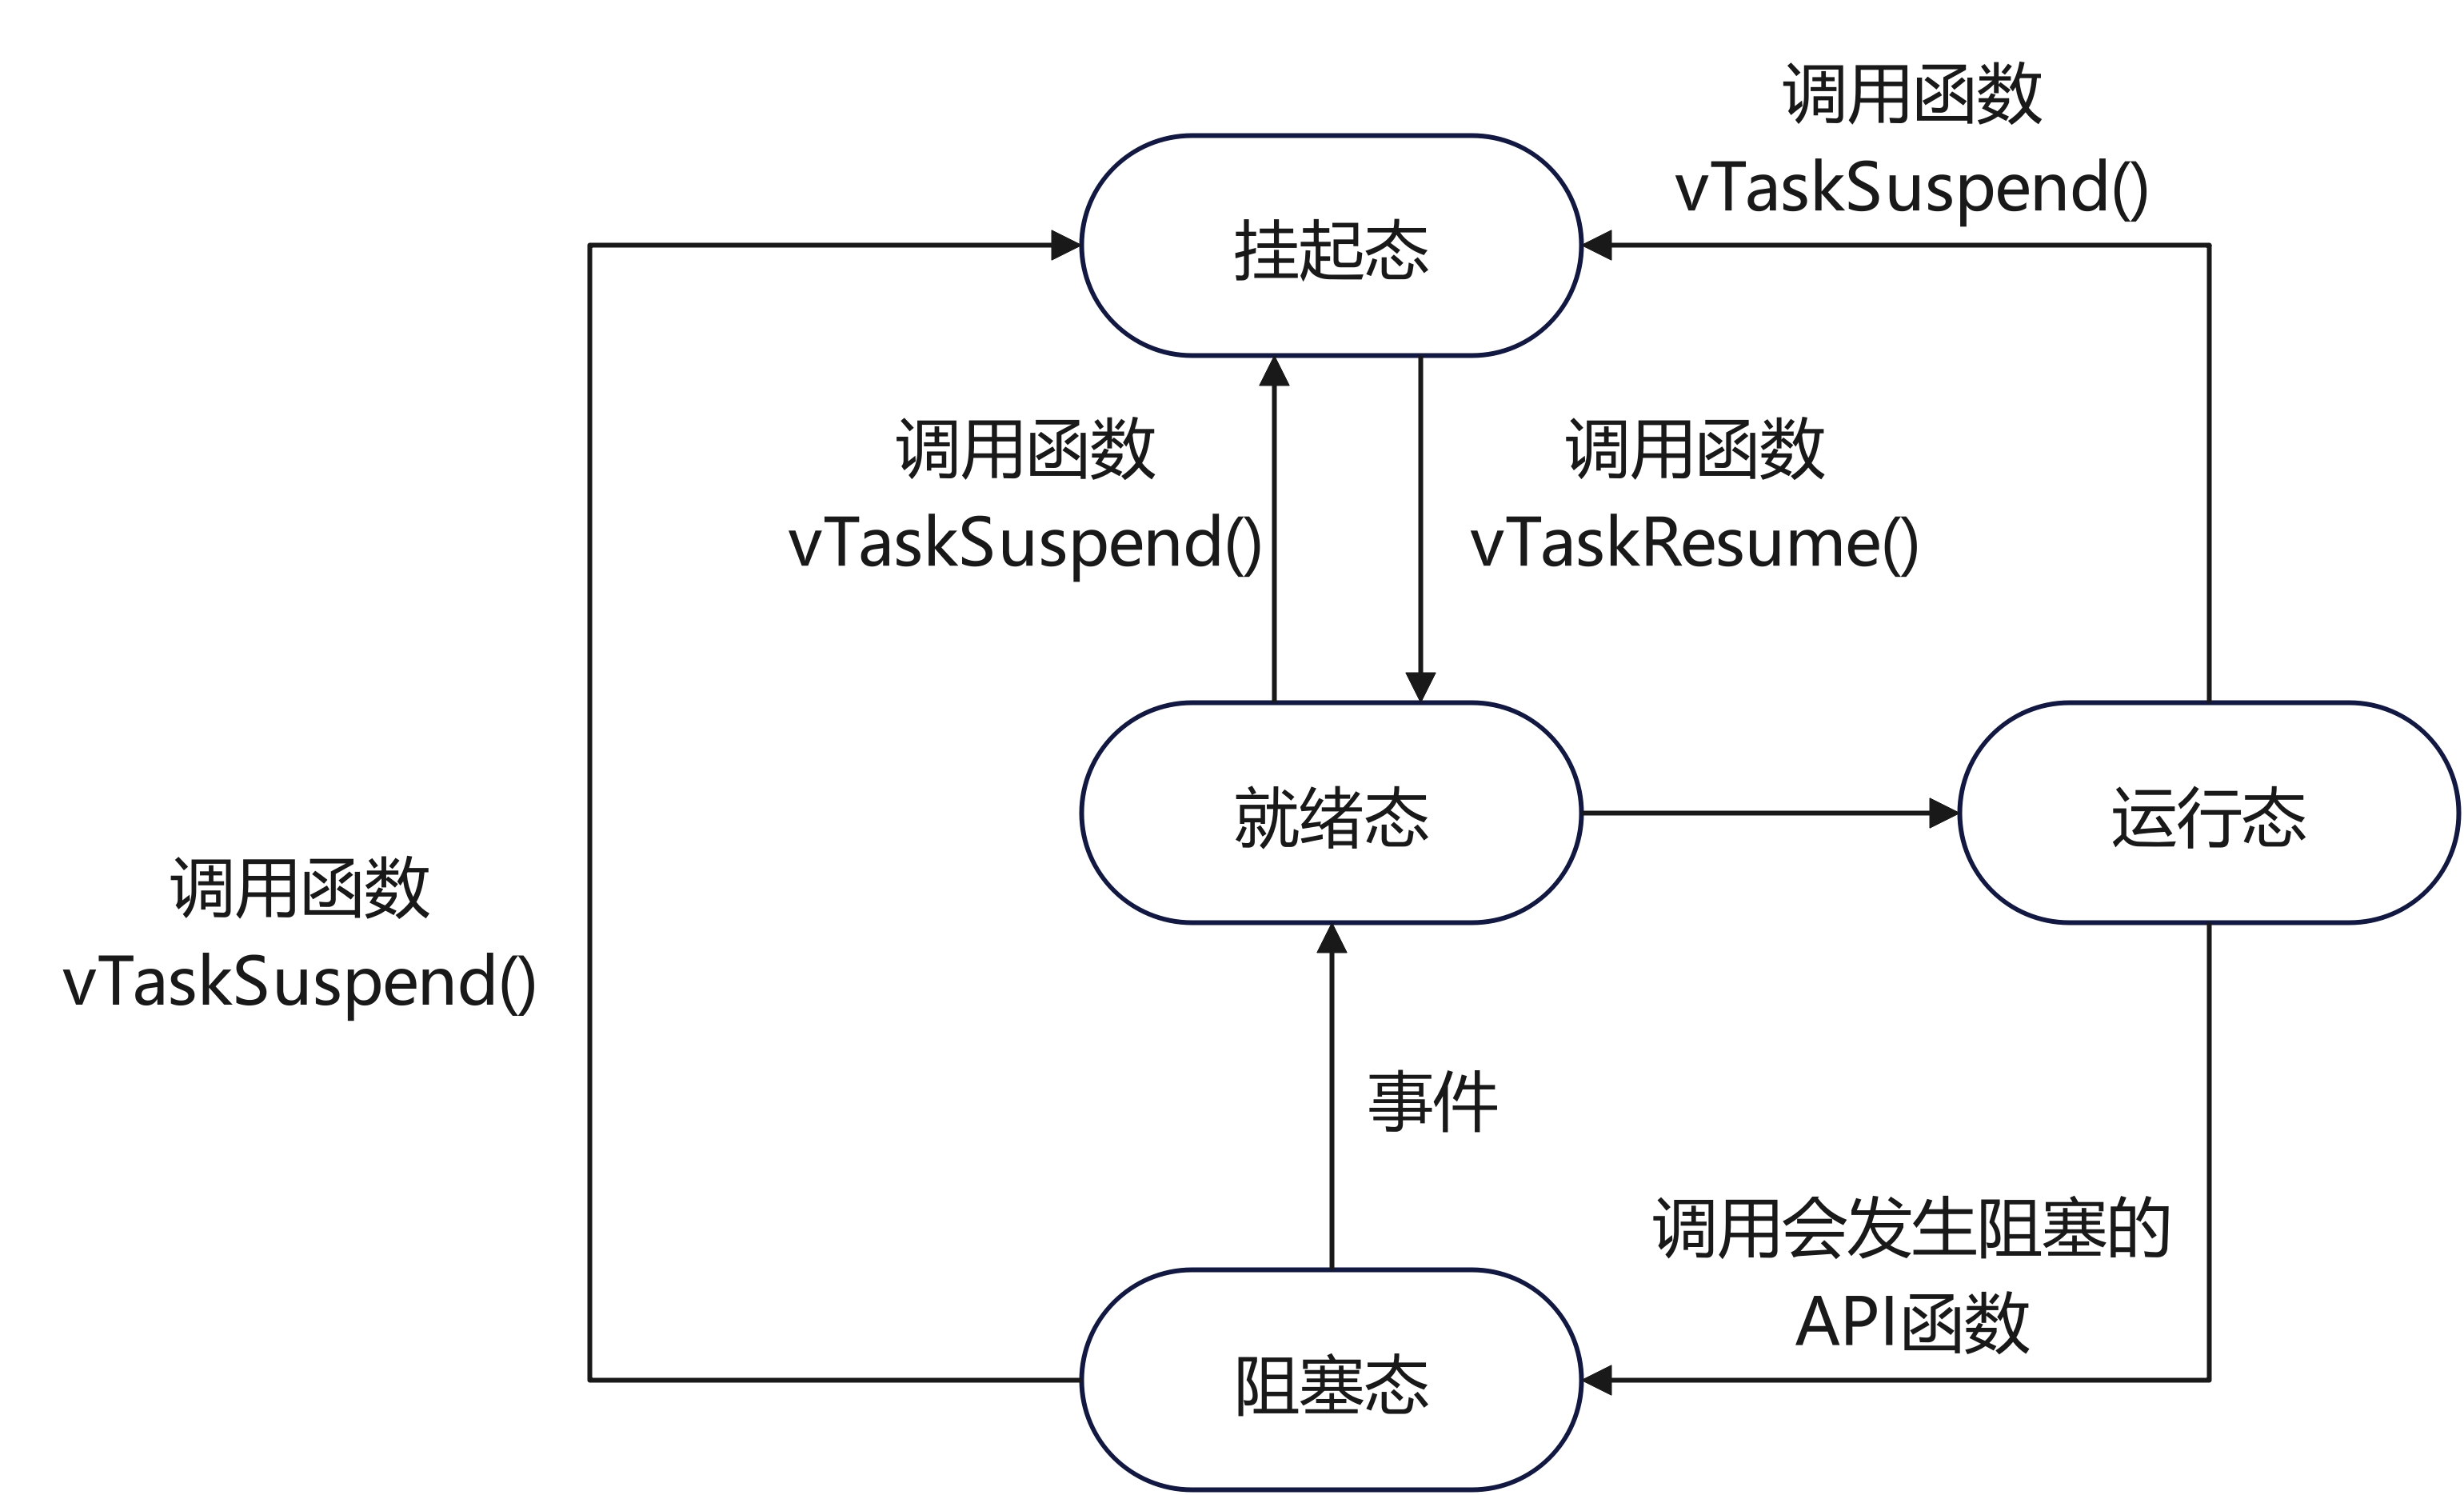 调用函数
vTaskSuspend()
挂起态
调用函数
vTaskSuspend()
调用函数
vTaskResume()
就绪态
运行态
调用函数
vTaskSuspend()
事件
调用会发生阻塞的
API函数
阻塞态